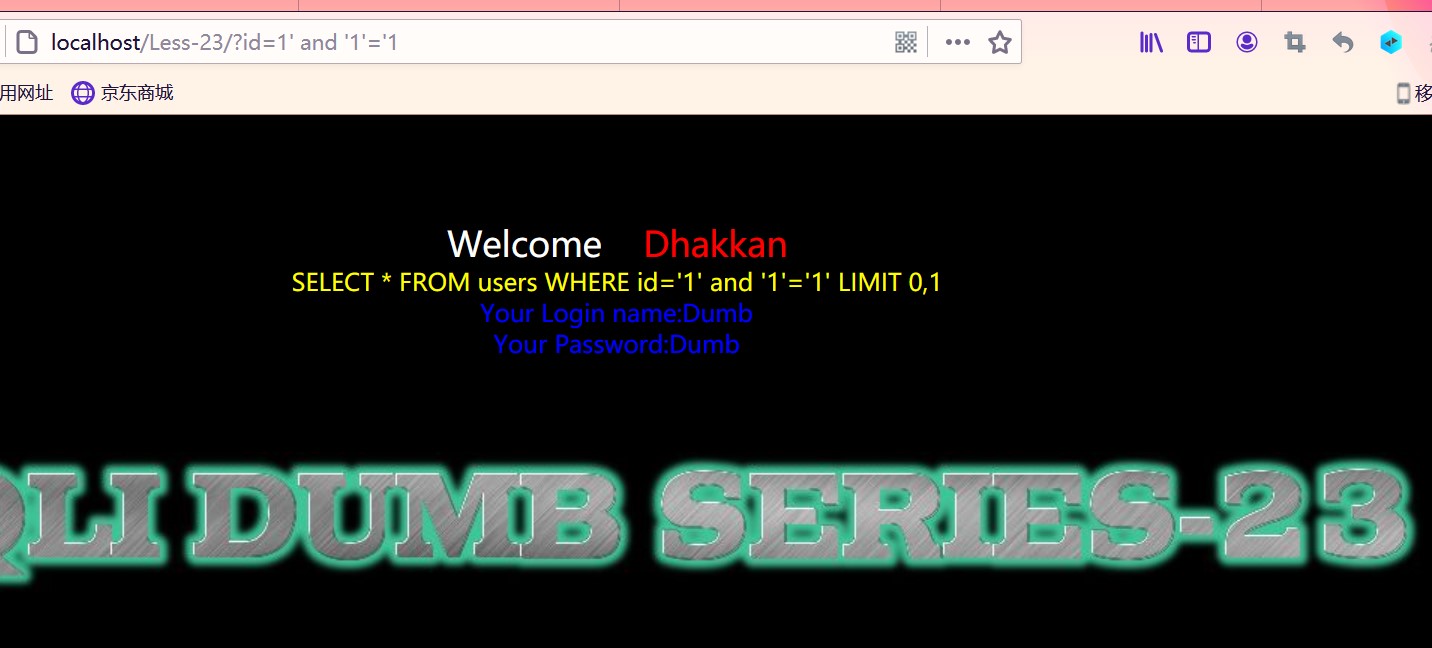 localhost/Less-23/?id=1' and '1'='1
用网址 京东商城 移
Welcome Dhakkan
SELECT * FROM users WHERE id='1' and '1'='1' LIMIT 0,1
Your Login name:Dumb
Your Password:Dumb
QLI DUMB SERIES-23